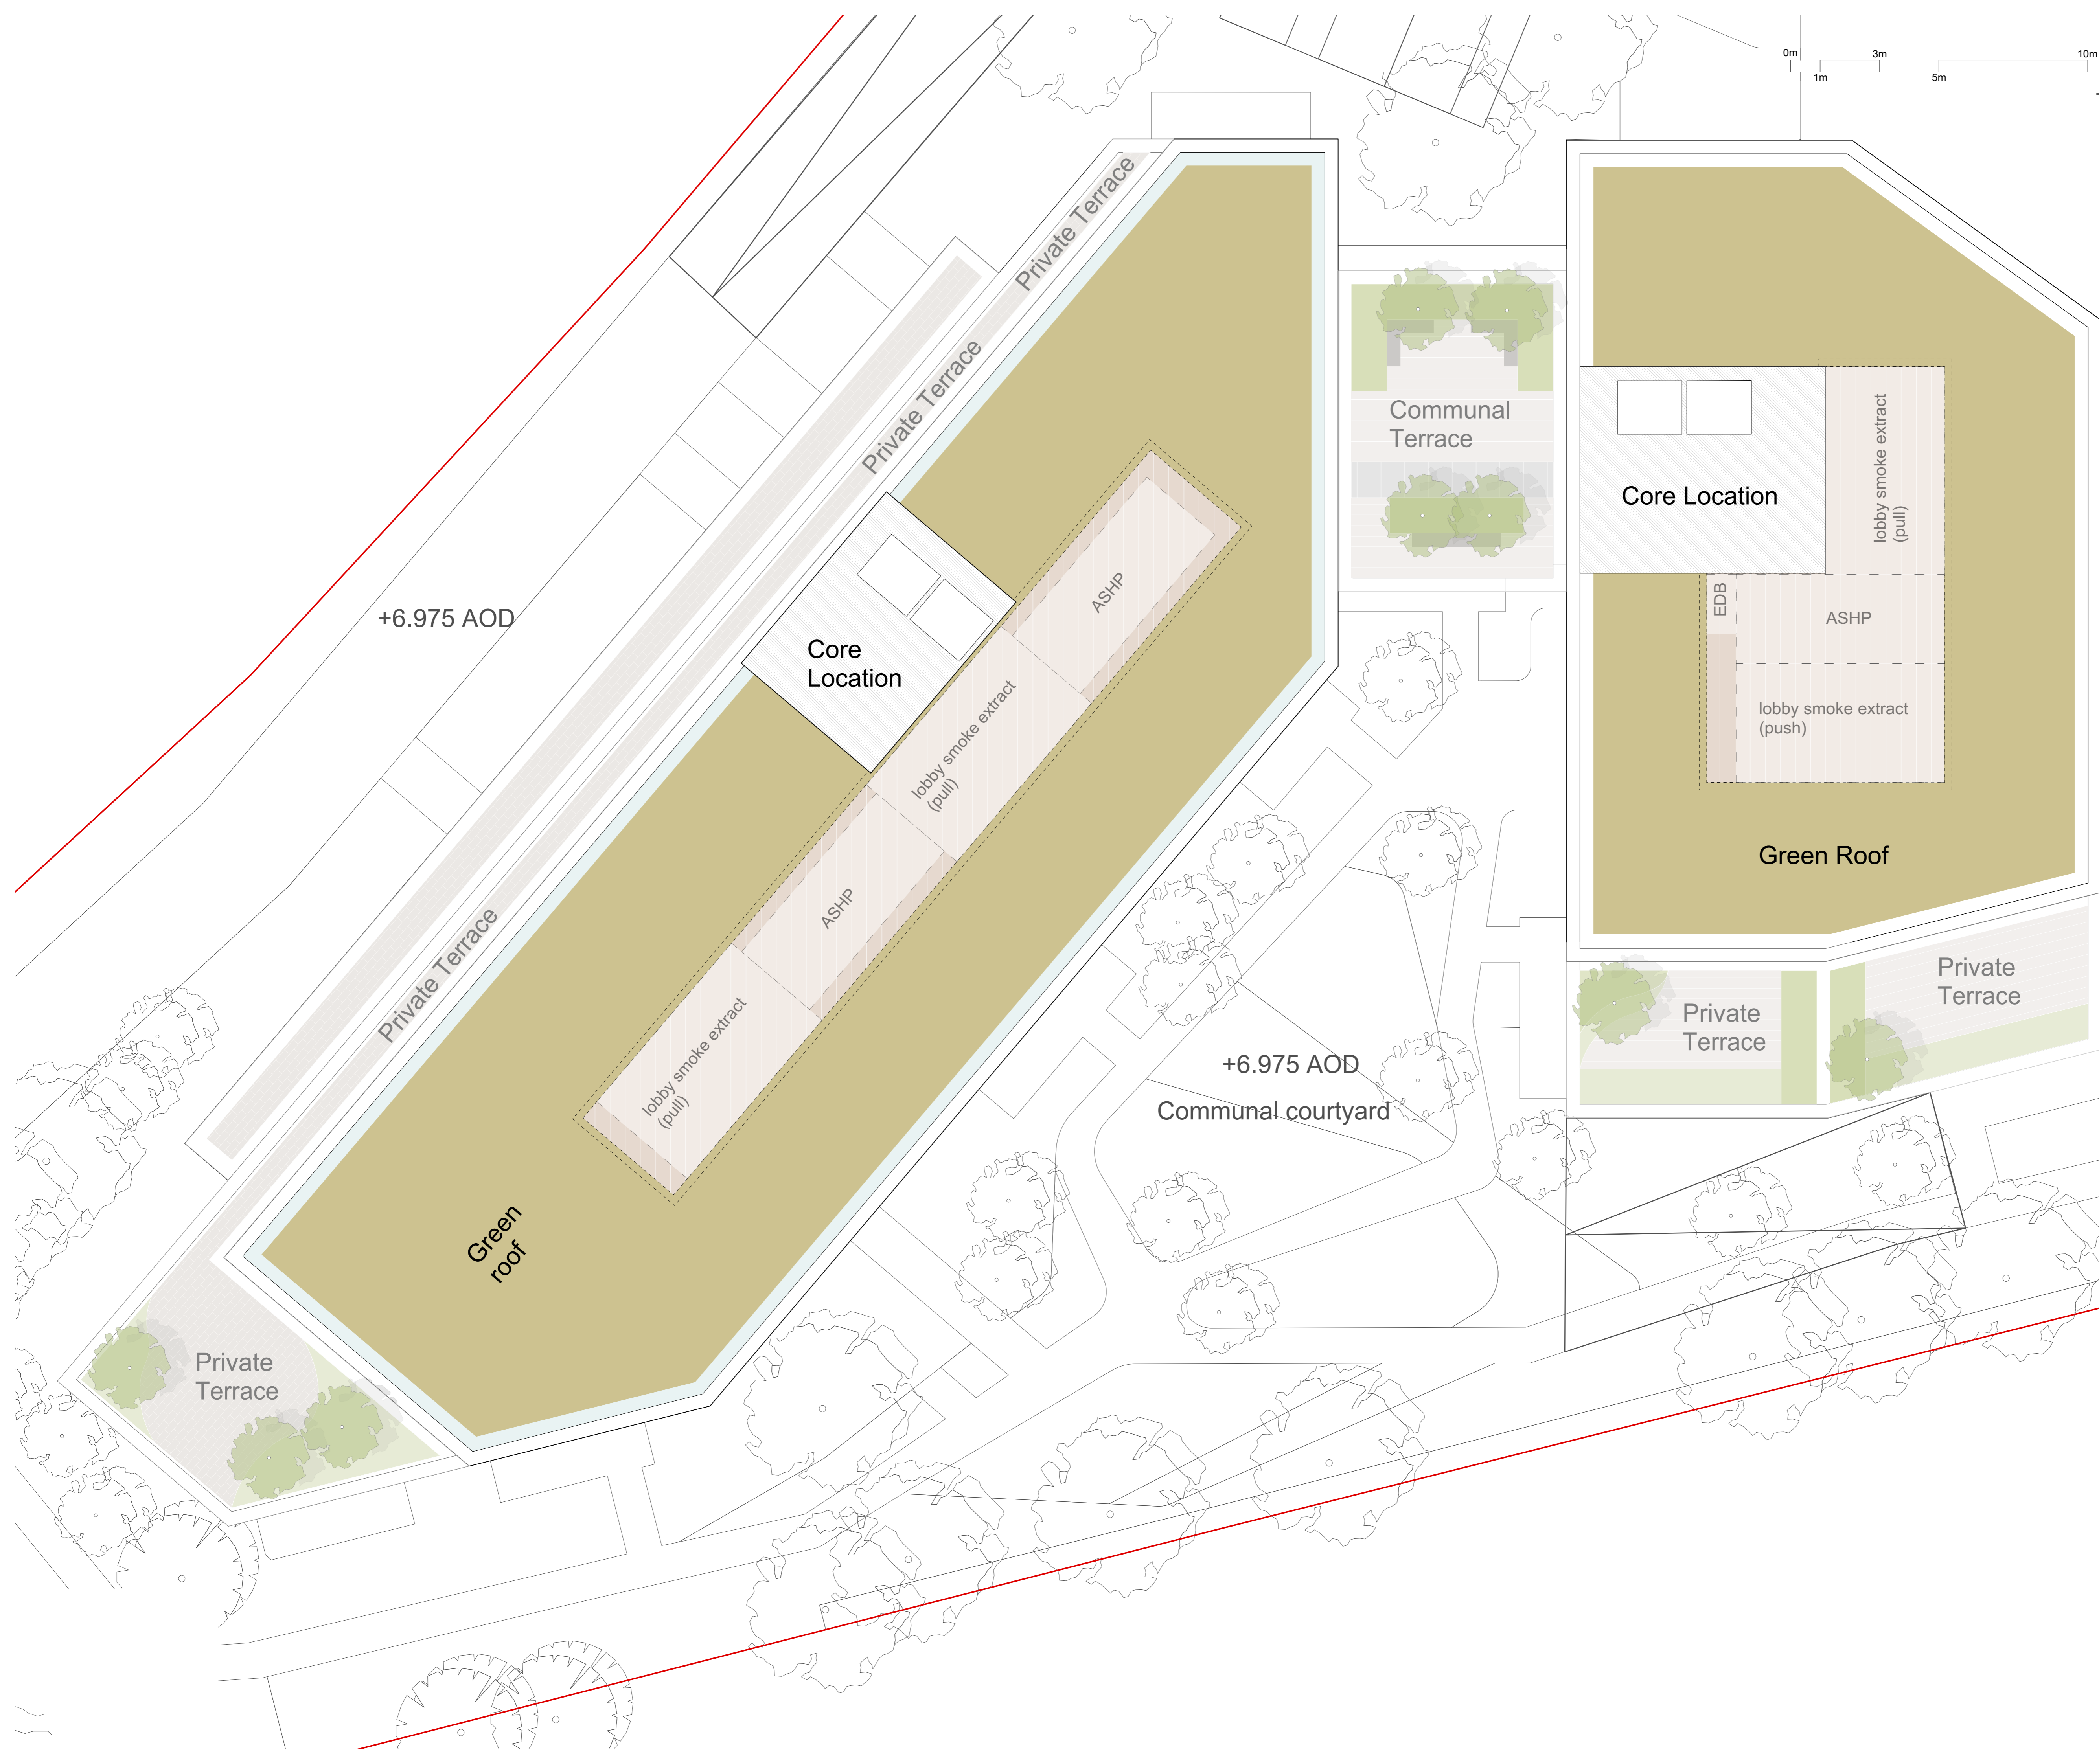 0m
3m
10m
1m
5m
Private Terrace
Private Terrace
Communal
Terrace
lobby smoke extract
(pull)
Core Location
+6.975 AOD
ASHP
EDB
ASHP
Core
Location
lobby smoke extract
(pull)
lobby smoke extract
(push)
Green Roof
ASHP
Private Terrace
Private
Terrace
Private
Terrace
lobby smoke extract
(pull)
+6.975 AOD
Communal courtyard
Green
roof
Private
Terrace